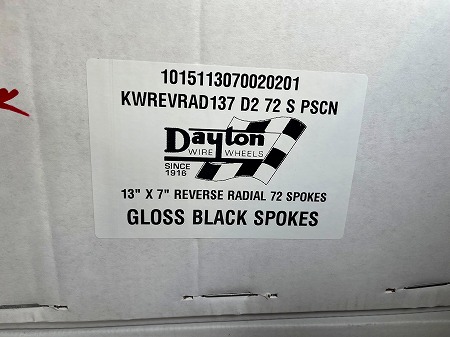 1015113070020201
KWREVRAD137 D2 72 S PSCN
Dayton
WIRE WHEELS
SINCE
1916
13" X 7" REVERSE RADIAL 72 SPOKES
GLOSS BLACK SPOKES